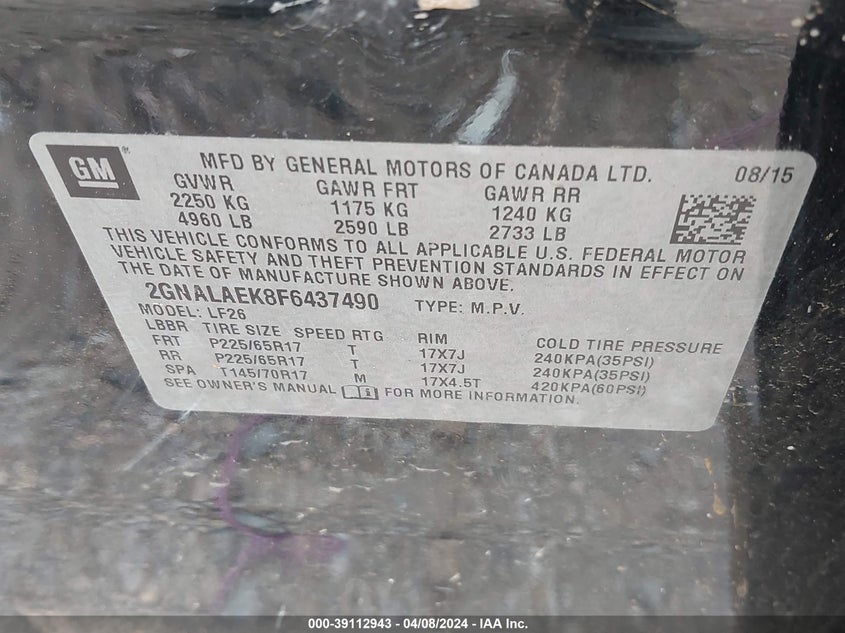 GM® MFD BY GENERAL MOTORS OF CANADA LTD. 08/15
GVWR GAWR FRT GAWR RR
2250 KG 1175 KG 1240 KG
4960 LB 2590 LB 2733 LB
THIS VEHICLE CONFORMS TO ALL APPLICABLE U.S. FEDERAL MOTOR
VEHICLE SAFETY AND THEFT PREVENTION STANDARDS IN EFFECT ON
THE DATE OF MANUFACTURE SHOWN ABOVE.
2GNALAEK8F6437490 TYPE: M.P.V.
MODEL: LF26
LBBR TIRE SIZE SPEED RTG RIM COLD TIRE PRESSURE
FRT P225/65R17 T 17X7J 240KPA(35PSI)
RR P225/65R17 T 17X7J 240KPA(35PSI)
SPA T145/70R17 M 17X4.5T 420KPA(60PSI)
SEE OWNER'S MANUAL FOR MORE INFORMATION.
000-39112943 - 04/08/2024 - IAA Inc.